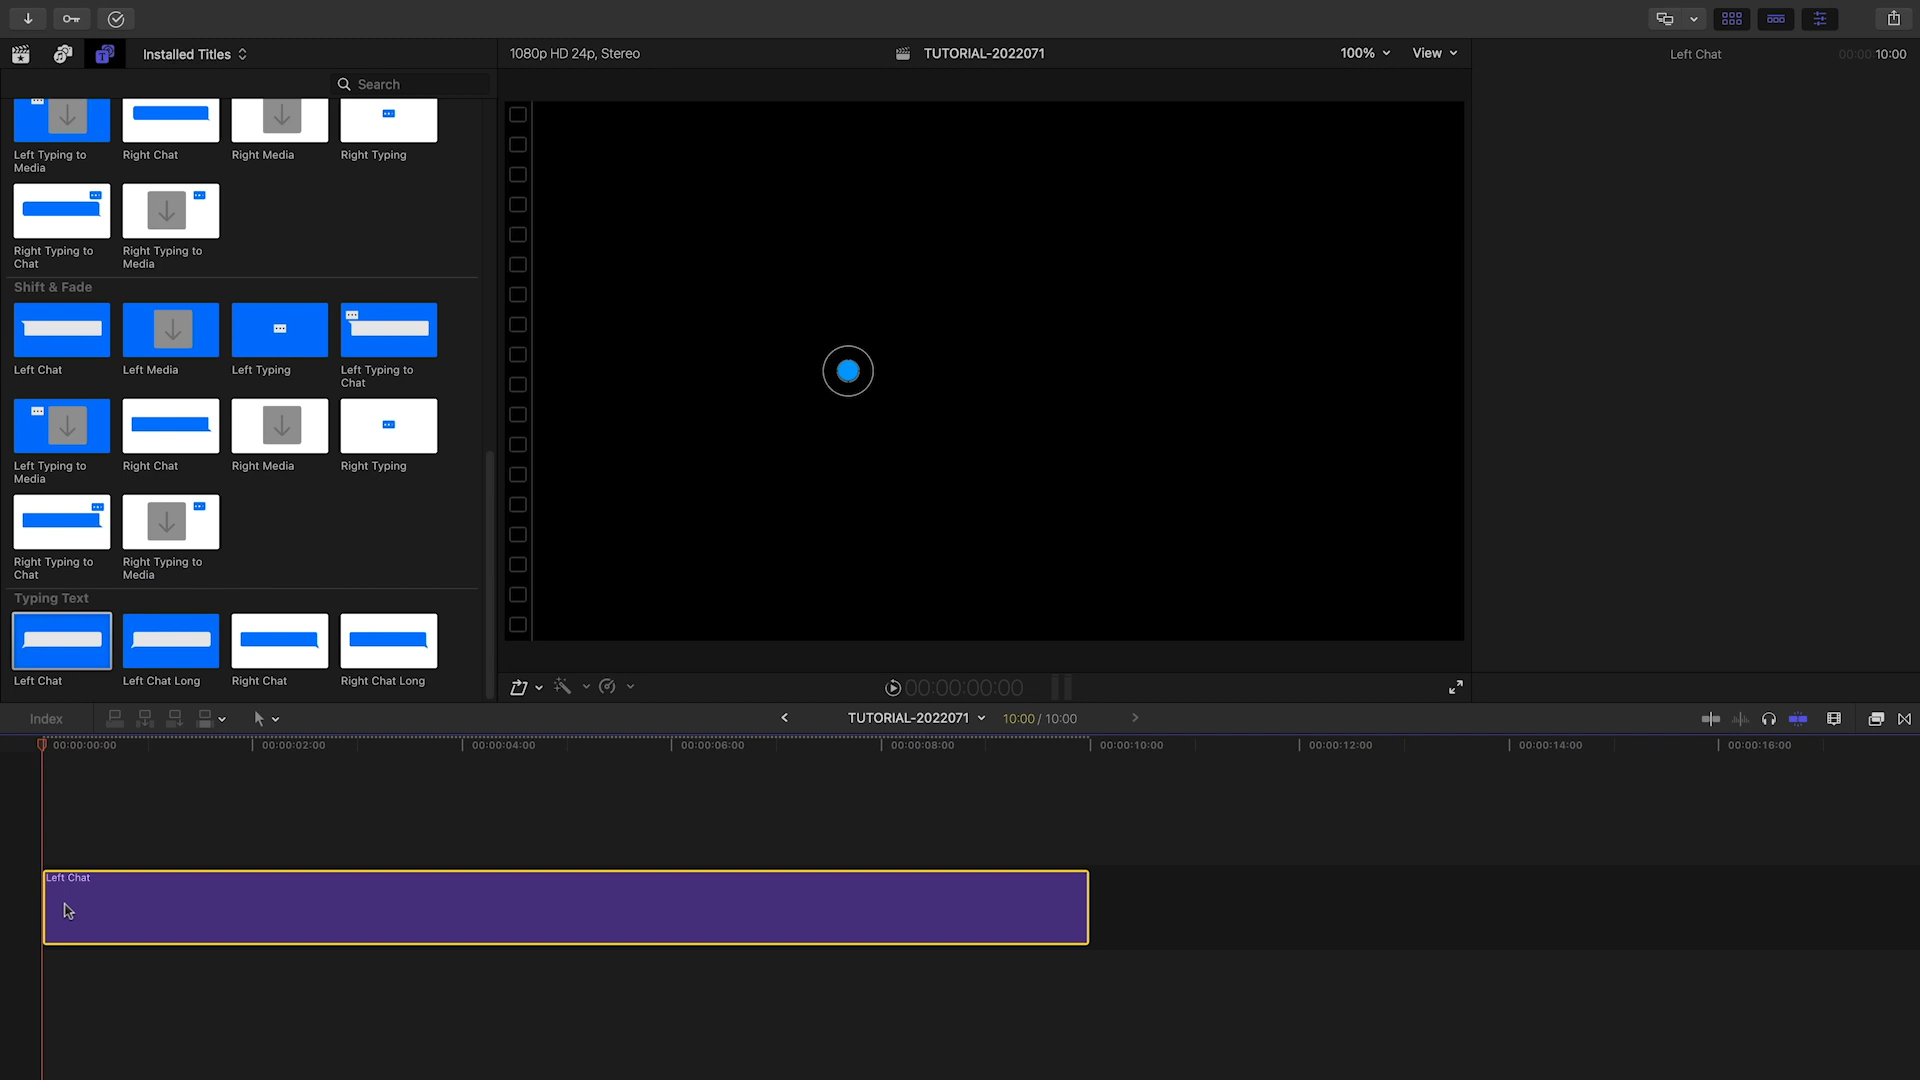 Installed Titles
1080p HD 24p, Stereo
TUTORIAL-2022071
100%
View
Left Chat
00:00:10:00
Search
Left Typing to
Media
Right Chat
Right Media
Right Typing
Right Typing to
Chat
Right Typing to
Media
Shift & Fade
Left Chat
Left Media
Left Typing
Left Typing to
Chat
Left Typing to
Media
Right Chat
Right Media
Right Typing
Right Typing to
Chat
Right Typing to
Media
Typing Text
Left Chat
Left Chat Long
Right Chat
Right Chat Long
00:00:00:00
Index
TUTORIAL-2022071
10:00 / 10:00
00:00:00:00
00:00:02:00
00:00:04:00
00:00:06:00
00:00:08:00
00:00:10:00
00:00:12:00
00:00:14:00
00:00:16:00
Left Chat